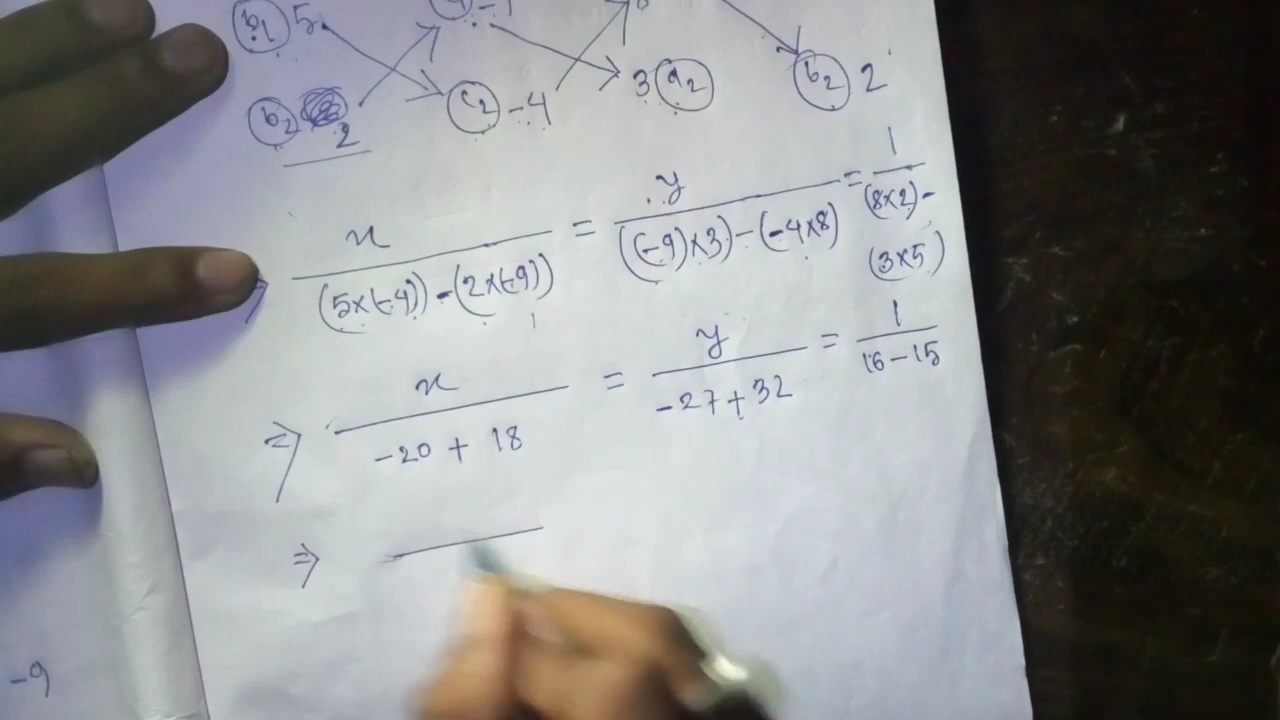 b1 5 -9
b2 2 c2 -4 3 a2 b2 2
x / (5×(-4)) - (2×(-9)) = y / ((-9)×3) - (-4×8) = 1 / (8×2) - (3×5)
⇒ x / -20 + 18 = y / -27 + 32 = 1 / 16 - 15
⇒
-9